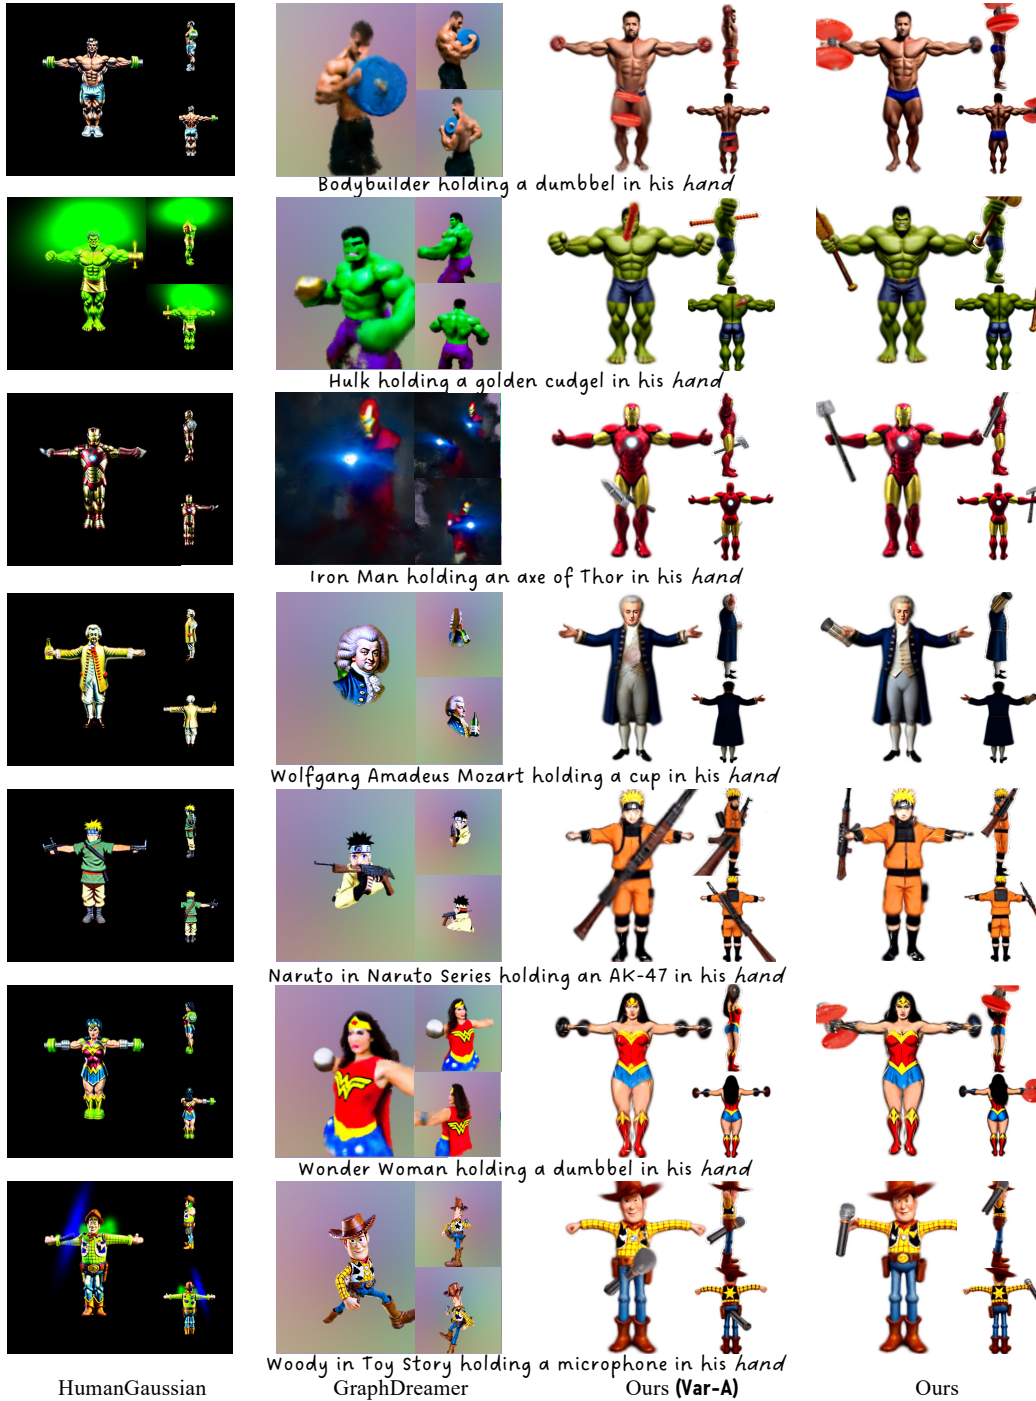 Bodybuilder holding a dumbbel in his hand
Hulk holding a golden cudgel in his hand
Iron Man holding an axe of Thor in his hand
Wolfgang Amadeus Mozart holding a cup in his hand
Naruto in Naruto Series holding an AK-47 in his hand
Wonder Woman holding a dumbbel in his hand
Woody in Toy Story holding a microphone in his hand
HumanGaussian GraphDreamer Ours (Var-A) Ours